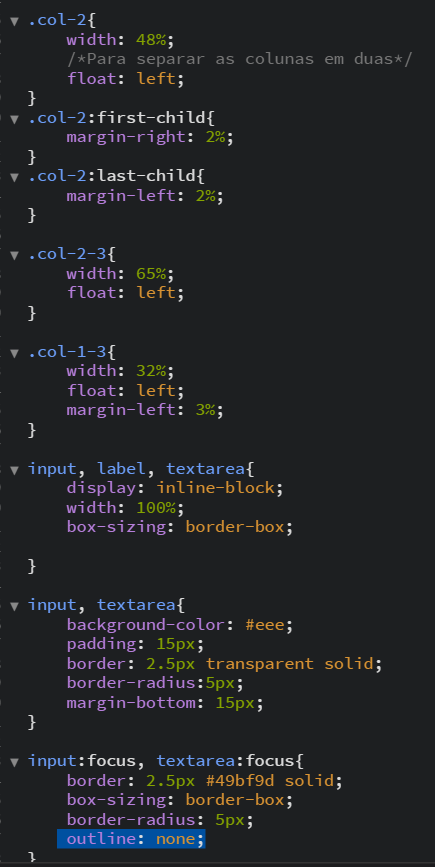 .col-2{
width: 48%;
/*Para separar as colunas em duas*/
float: left;
}
.col-2:first-child{
margin-right: 2%;
}
.col-2:last-child{
margin-left: 2%;
}
.col-2-3{
width: 65%;
float: left;
}
.col-1-3{
width: 32%;
float: left;
margin-left: 3%;
}
input, label, textarea{
display: inline-block;
width: 100%;
box-sizing: border-box;
}
input, textarea{
background-color: #eee;
padding: 15px;
border: 2.5px transparent solid;
border-radius:5px;
margin-bottom: 15px;
}
input:focus, textarea:focus{
border: 2.5px #49bf9d solid;
box-sizing: border-box;
border-radius: 5px;
outline: none;
}